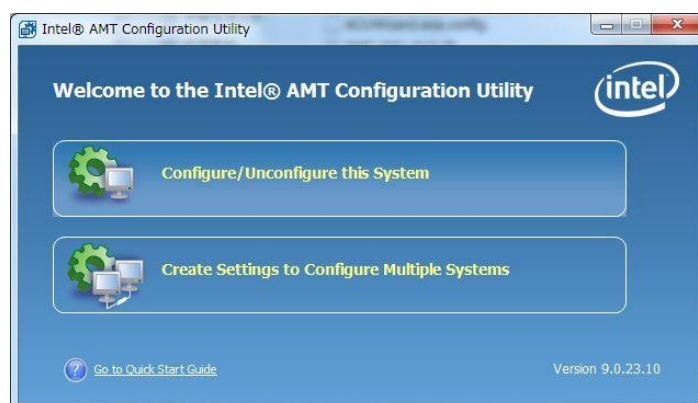 Intel® AMT Configuration Utility
Welcome to the Intel® AMT Configuration Utility
intel
Configure/Unconfigure this System
Create Settings to Configure Multiple Systems
Go to Quick Start Guide
Version 9.0.23.10